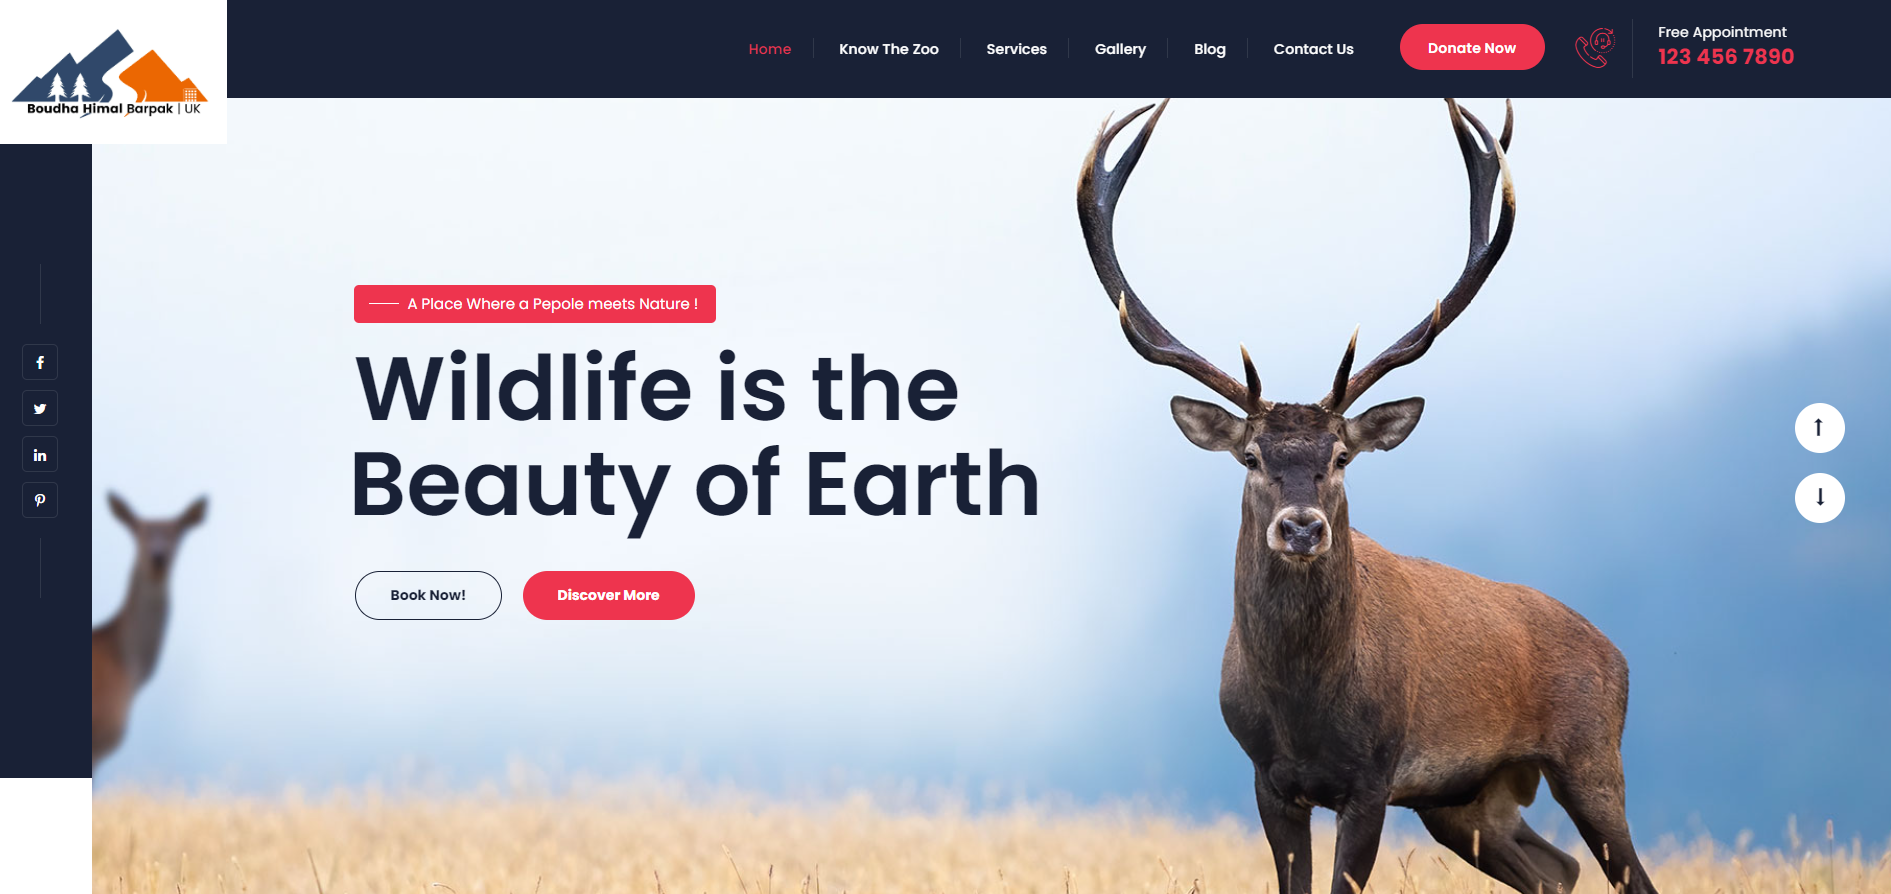 Boudha Himal Barpak | UK
Home
Know The Zoo
Services
Gallery
Blog
Contact Us
Donate Now
Free Appointment
123 456 7890
A Place Where a Pepole meets Nature !
Wildlife is the
Beauty of Earth
Book Now!
Discover More